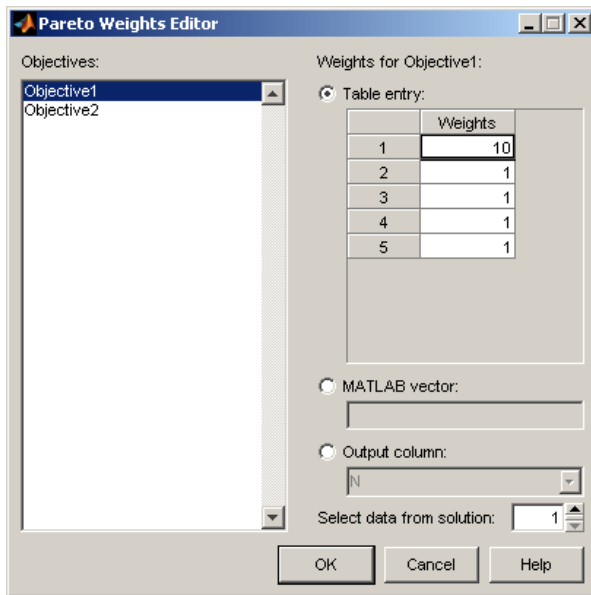 Pareto Weights Editor
Objectives:
Objective1
Objective2
Weights for Objective1:
Table entry:
Weights
1 10
2 1
3 1
4 1
5 1
MATLAB vector:
Output column:
N
Select data from solution: 1
OK Cancel Help